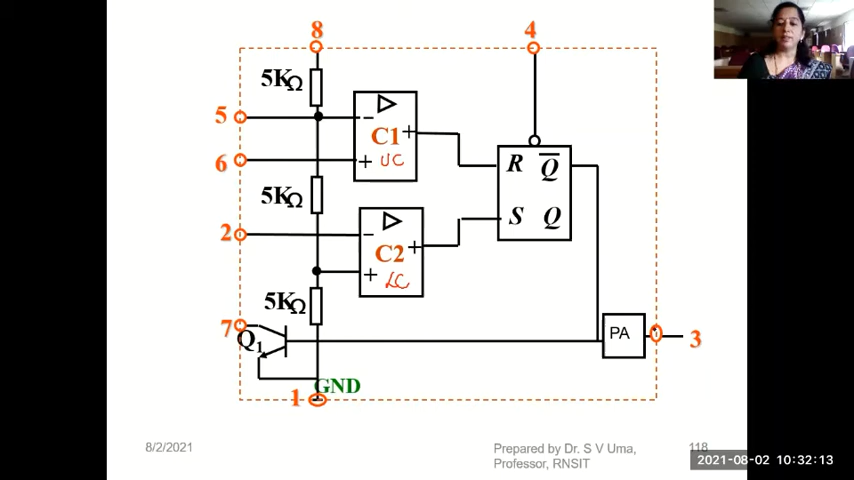 8
4
5KΩ
5
−
▷
C1
+
6
+
UC
R
Q̅
5KΩ
S
Q
▷
2
−
C2
+
+
LC
5KΩ
7
Q1
PA
3
GND
1
8/2/2021
Prepared by Dr. S V Uma,
Professor, RNSIT
118
2021-08-02 10:32:13